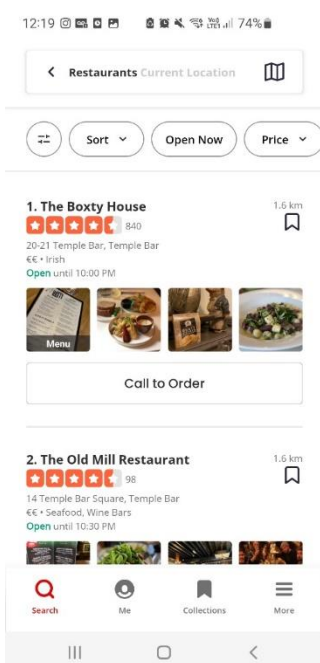 12:19 74%
Restaurants Current Location
Sort Open Now Price
1. The Boxty House 1.6 km
840
20-21 Temple Bar, Temple Bar
€€ • Irish
Open until 10:00 PM
Menu
Call to Order
2. The Old Mill Restaurant 1.6 km
98
14 Temple Bar Square, Temple Bar
€€ • Seafood, Wine Bars
Open until 10:30 PM
Search Me Collections More